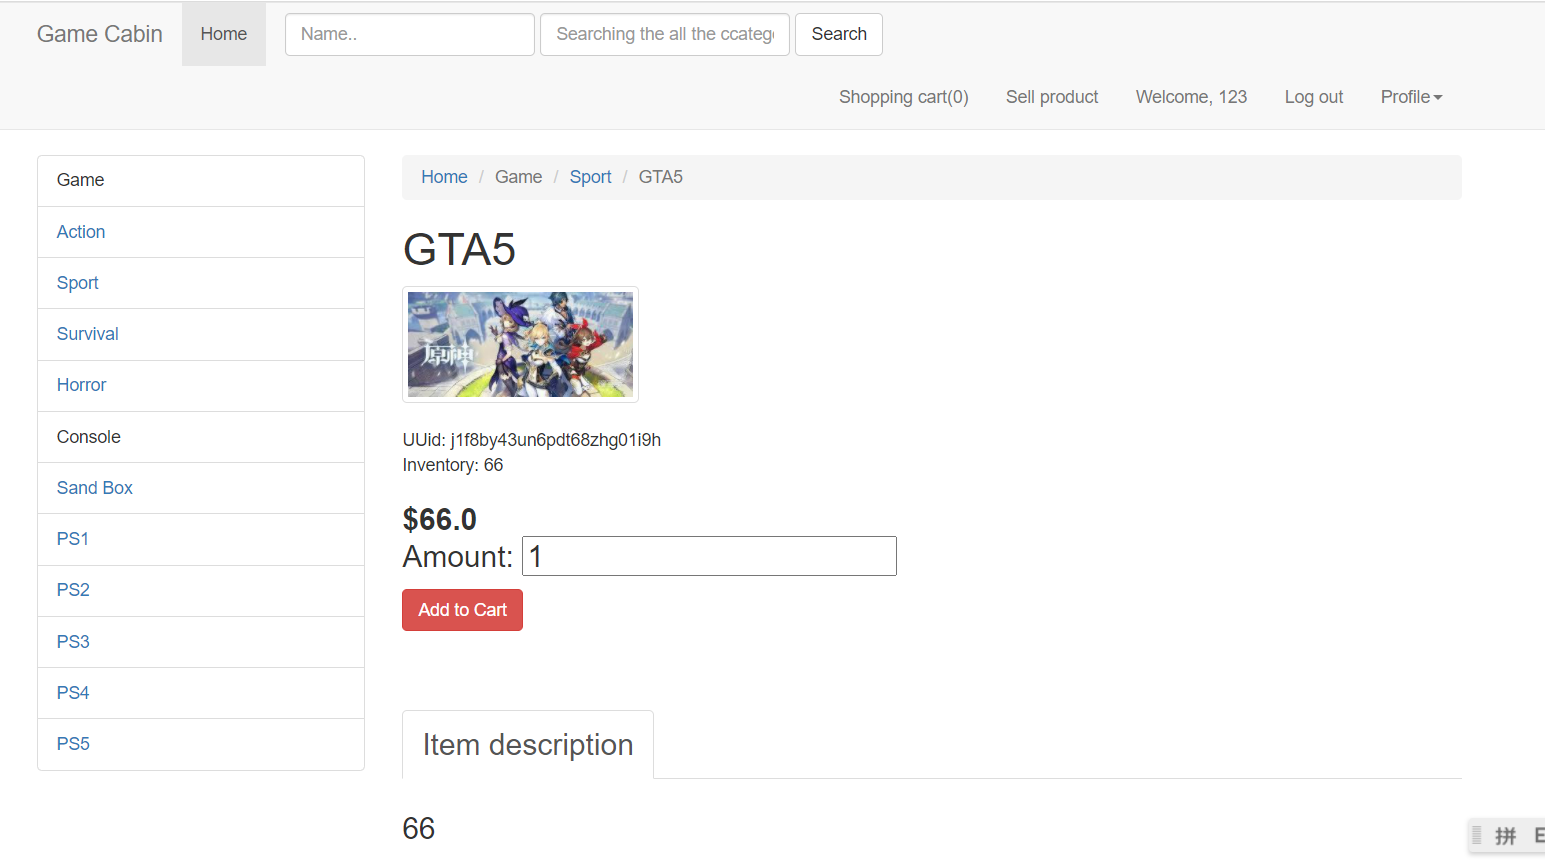 Game Cabin Home Name.. Searching the all the ccateg Search
Shopping cart(0) Sell product Welcome, 123 Log out Profile
Game
Action
Sport
Survival
Horror
Console
Sand Box
PS1
PS2
PS3
PS4
PS5
Home / Game / Sport / GTA5
GTA5
原神
UUid: j1f8by43un6pdt68zhg01i9h
Inventory: 66
$66.0
Amount: 1
Add to Cart
Item description
66
拼